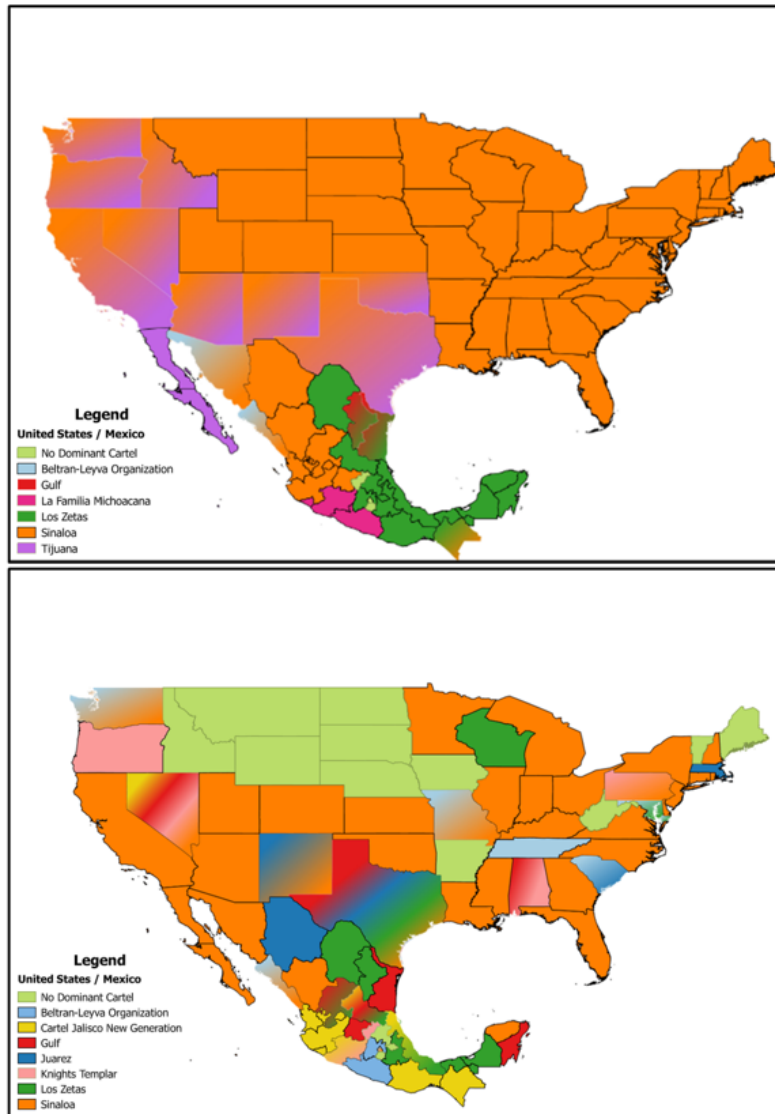 Legend
United States / Mexico
No Dominant Cartel
Beltran-Leyva Organization
Gulf
La Familia Michoacana
Los Zetas
Sinaloa
Tijuana
Legend
United States / Mexico
No Dominant Cartel
Beltran-Leyva Organization
Cartel Jalisco New Generation
Gulf
Juarez
Knights Templar
Los Zetas
Sinaloa